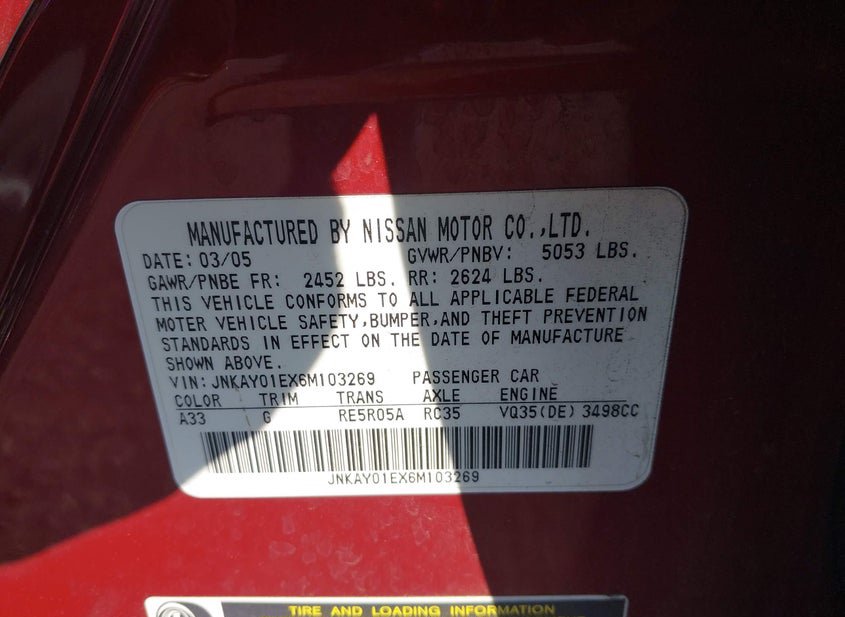 MANUFACTURED BY NISSAN MOTOR CO.,LTD.
DATE: 03/05 GVWR/PNBV: 5053 LBS.
GAWR/PNBE FR: 2452 LBS. RR: 2624 LBS.
THIS VEHICLE CONFORMS TO ALL APPLICABLE FEDERAL
MOTER VEHICLE SAFETY,BUMPER,AND THEFT PREVENTION
STANDARDS IN EFFECT ON THE DATE OF MANUFACTURE
SHOWN ABOVE.
VIN: JNKAY01EX6M103269 PASSENGER CAR
COLOR TRIM TRANS AXLE ENGINE
A33 G RE5R05A RC35 VQ35(DE) 3498CC
JNKAY01EX6M103269
TIRE AND LOADING INFORMATION